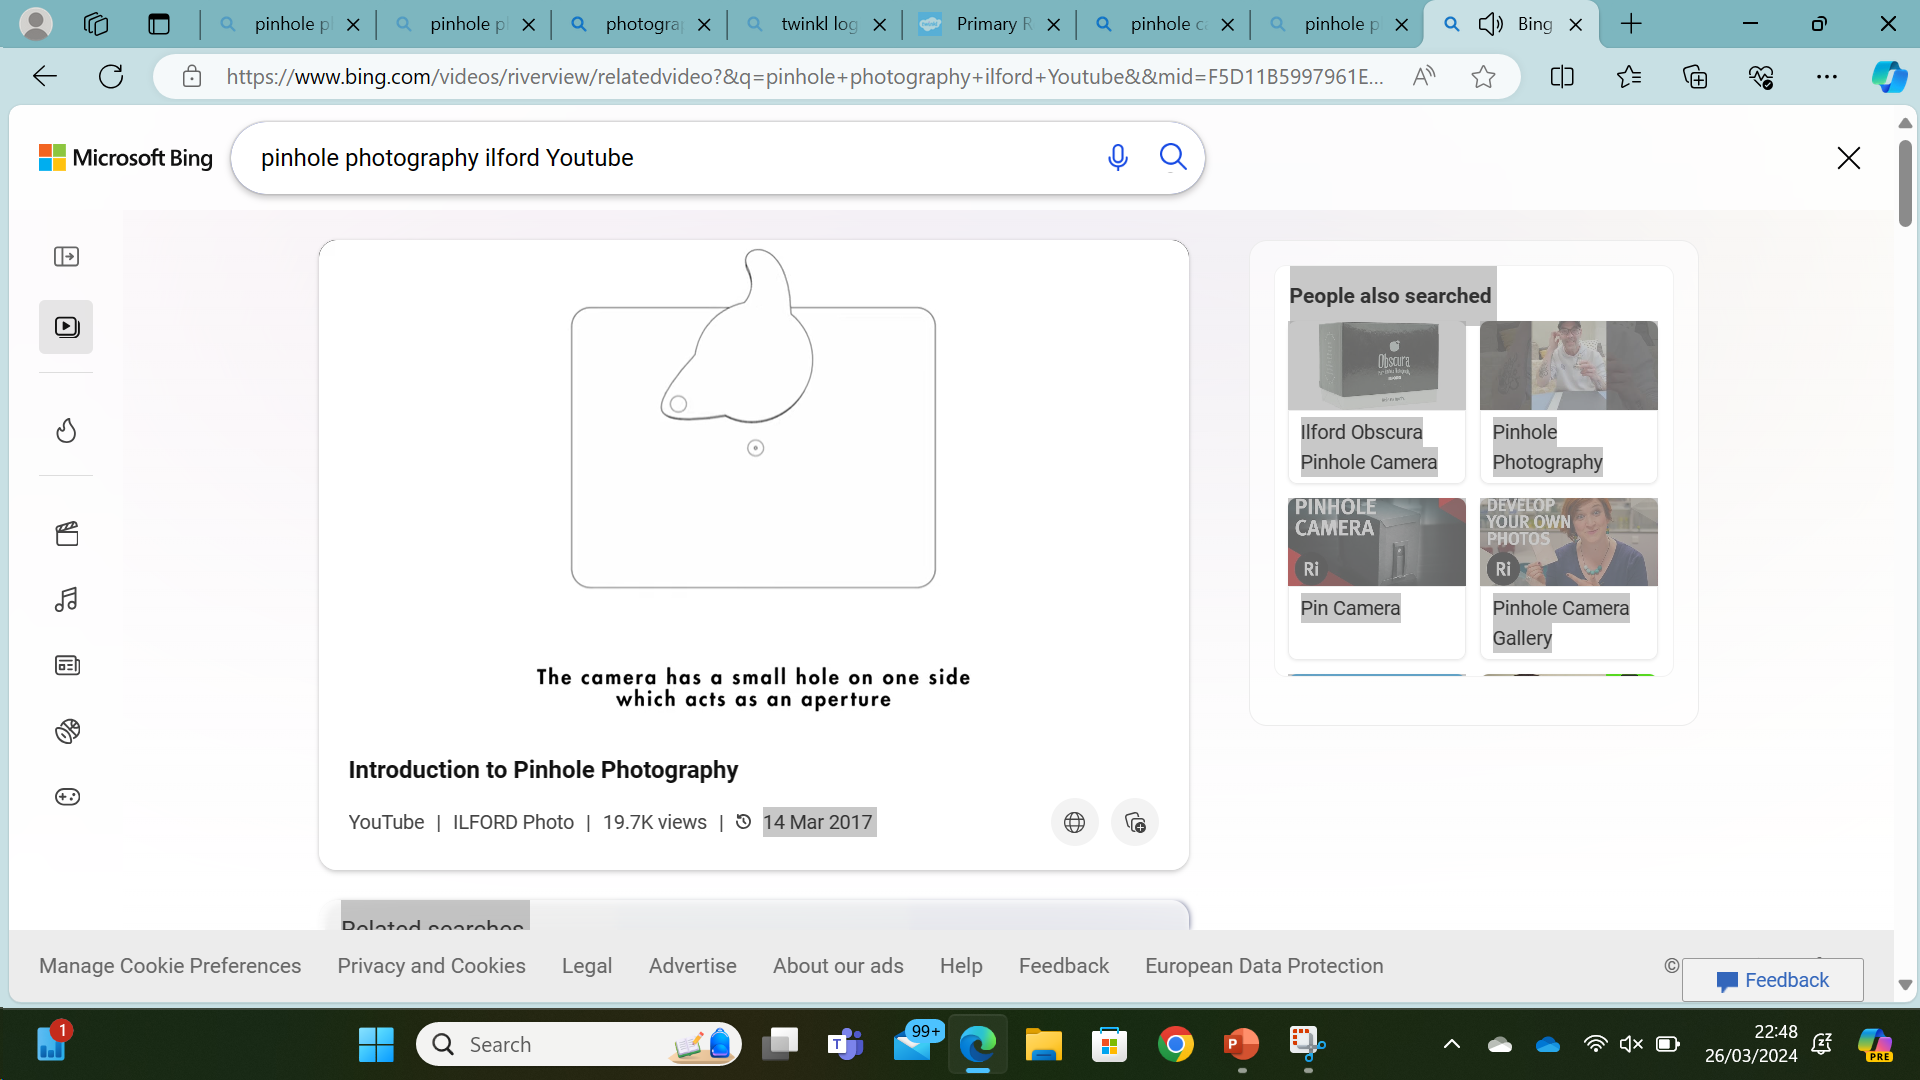 pinhole p
pinhole p
photogra
twinkl log
Primary R
pinhole c
pinhole p
Bing
https://www.bing.com/videos/riverview/relatedvideo?&q=pinhole+photography+ilford+Youtube&&mid=F5D11B5997961E...
Microsoft Bing
pinhole photography ilford Youtube
The camera has a small hole on one side
which acts as an aperture
Introduction to Pinhole Photography
YouTube | ILFORD Photo | 19.7K views | 14 Mar 2017
Related searches
People also searched
Obscura
Ilford Obscura
Pinhole Camera
Pinhole
Photography
PINHOLE
CAMERA
Ri
Pin Camera
DEVELOP
YOUR OWN
PHOTOS
Ri
Pinhole Camera
Gallery
Manage Cookie Preferences Privacy and Cookies Legal Advertise About our ads Help Feedback European Data Protection ©
Feedback
1
Search
99+
22:48
26/03/2024
PRE